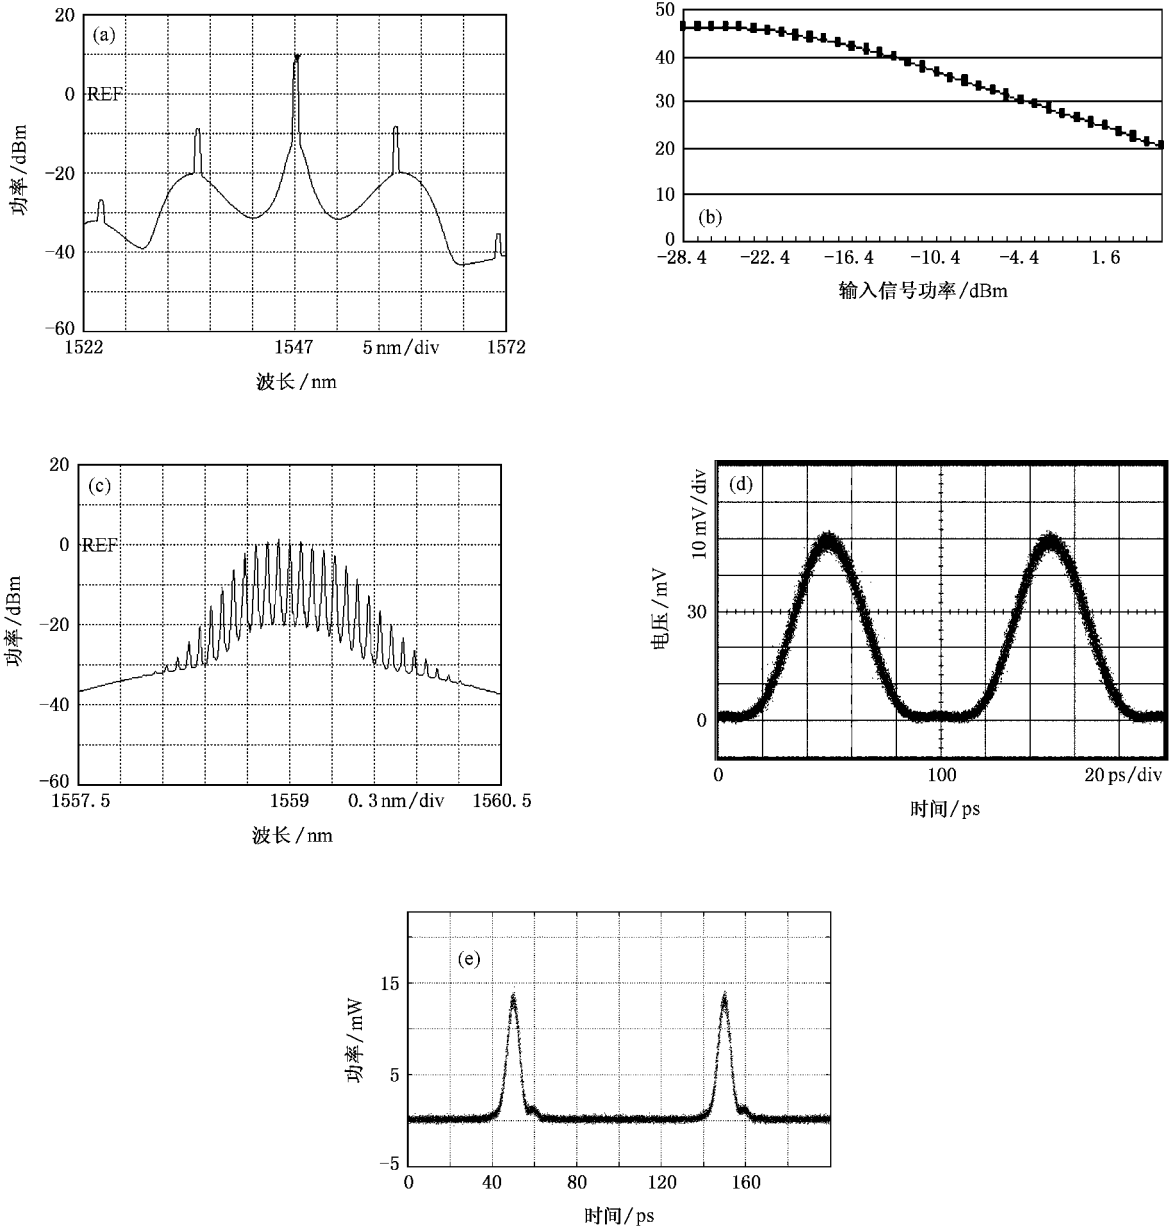 20
(a)
0
REF
-20
-40
-60
功率/dBm
1522
1547
5 nm/div
1572
波长/nm
50
40
30
20
10
0
(b)
-28.4
-22.4
-16.4
-10.4
-4.4
1.6
输入信号功率/dBm
20
(c)
0
REF
-20
-40
-60
功率/dBm
1557.5
1559
0.3 nm/div
1560.5
波长/nm
10 mV/div
(d)
30
0
电压/mV
0
100
20 ps/div
时间/ps
(e)
15
5
-5
功率/mW
0
40
80
120
160
时间/ps